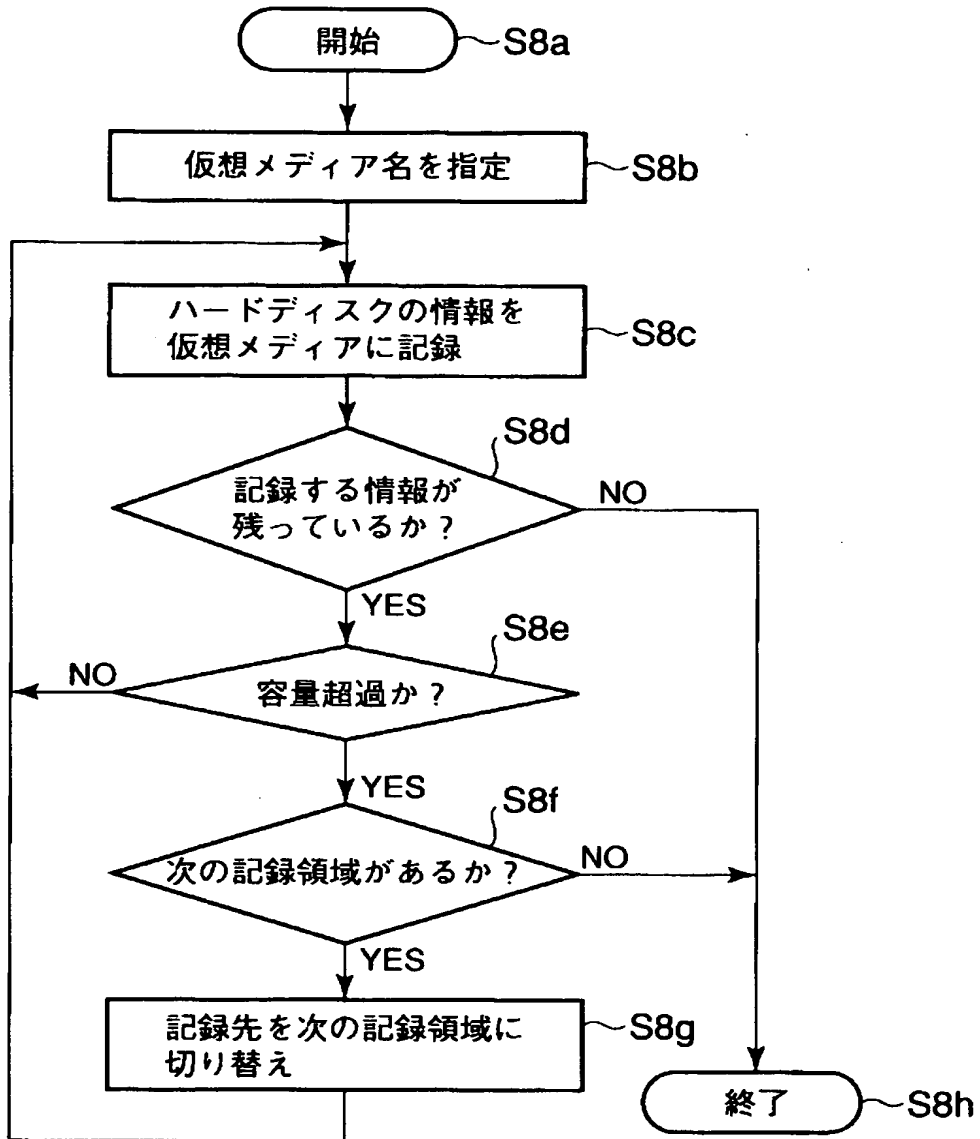 開始
S8a
仮想メディア名を指定
S8b
ハードディスクの情報を
仮想メディアに記録
S8c
S8d
記録する情報が
残っているか？
NO
YES
S8e
NO
容量超過か？
YES
S8f
次の記録領域があるか？
NO
YES
記録先を次の記録領域に
切り替え
S8g
終了
S8h